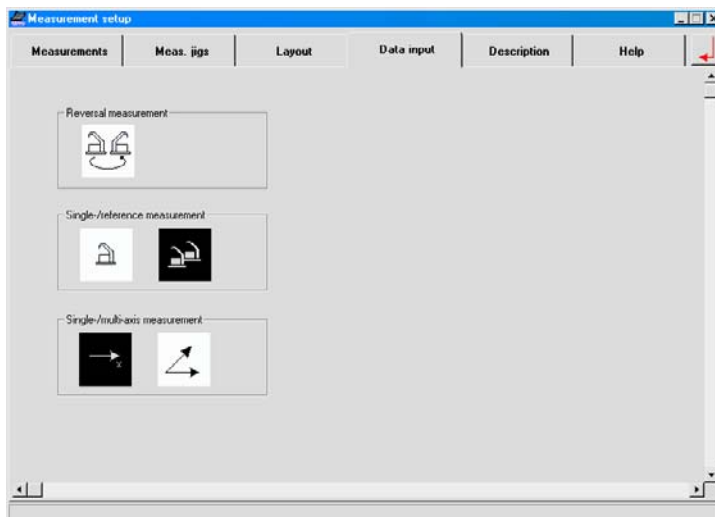 Measurement setup
Measurements Meas. jigs Layout Data input Description Help
Reversal measurement
Single-/reference measurement
Single-/multi-axis measurement
x